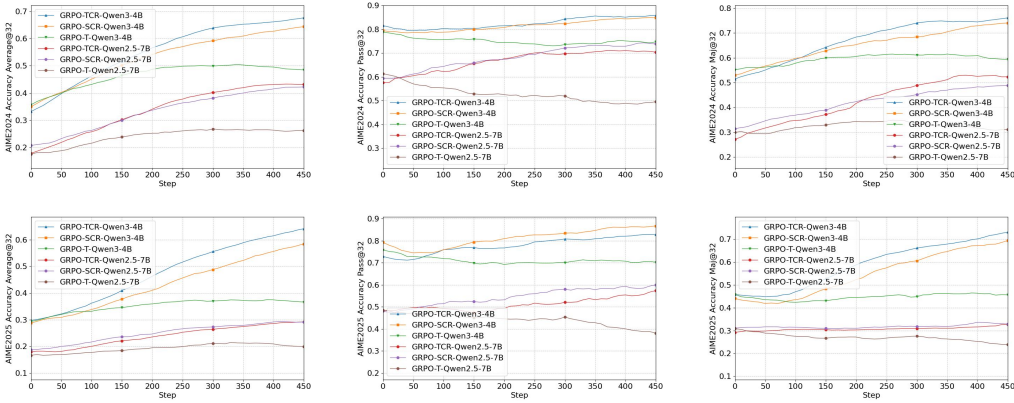 AIME2024 Accuracy Average@32
0.7
0.6
0.5
0.4
0.3
0.2
GRPO-TCR-Qwen3-4B
GRPO-SCR-Qwen3-4B
GRPO-T-Qwen3-4B
GRPO-TCR-Qwen2.5-7B
GRPO-SCR-Qwen2.5-7B
GRPO-T-Qwen2.5-7B
0 50 100 150 200 250 300 350 400 450
Step
AIME2024 Accuracy Pass@32
0.9
0.8
0.7
0.6
0.5
0.4
0.3
GRPO-TCR-Qwen3-4B
GRPO-SCR-Qwen3-4B
GRPO-T-Qwen3-4B
GRPO-TCR-Qwen2.5-7B
GRPO-SCR-Qwen2.5-7B
GRPO-T-Qwen2.5-7B
0 50 100 150 200 250 300 350 400 450
Step
AIME2024 Accuracy Maj@32
0.8
0.7
0.6
0.5
0.4
0.3
0.2
GRPO-TCR-Qwen3-4B
GRPO-SCR-Qwen3-4B
GRPO-T-Qwen3-4B
GRPO-TCR-Qwen2.5-7B
GRPO-SCR-Qwen2.5-7B
GRPO-T-Qwen2.5-7B
0 50 100 150 200 250 300 350 400 450
Step
AIME2025 Accuracy Average@32
0.6
0.5
0.4
0.3
0.2
0.1
GRPO-TCR-Qwen3-4B
GRPO-SCR-Qwen3-4B
GRPO-T-Qwen3-4B
GRPO-TCR-Qwen2.5-7B
GRPO-SCR-Qwen2.5-7B
GRPO-T-Qwen2.5-7B
0 50 100 150 200 250 300 350 400 450
Step
AIME2025 Accuracy Pass@32
0.9
0.8
0.7
0.6
0.5
0.4
0.3
0.2
GRPO-TCR-Qwen3-4B
GRPO-SCR-Qwen3-4B
GRPO-T-Qwen3-4B
GRPO-TCR-Qwen2.5-7B
GRPO-SCR-Qwen2.5-7B
GRPO-T-Qwen2.5-7B
0 50 100 150 200 250 300 350 400 450
Step
AIME2025 Accuracy Maj@32
0.7
0.6
0.5
0.4
0.3
0.2
0.1
GRPO-TCR-Qwen3-4B
GRPO-SCR-Qwen3-4B
GRPO-T-Qwen3-4B
GRPO-TCR-Qwen2.5-7B
GRPO-SCR-Qwen2.5-7B
GRPO-T-Qwen2.5-7B
0 50 100 150 200 250 300 350 400 450
Step